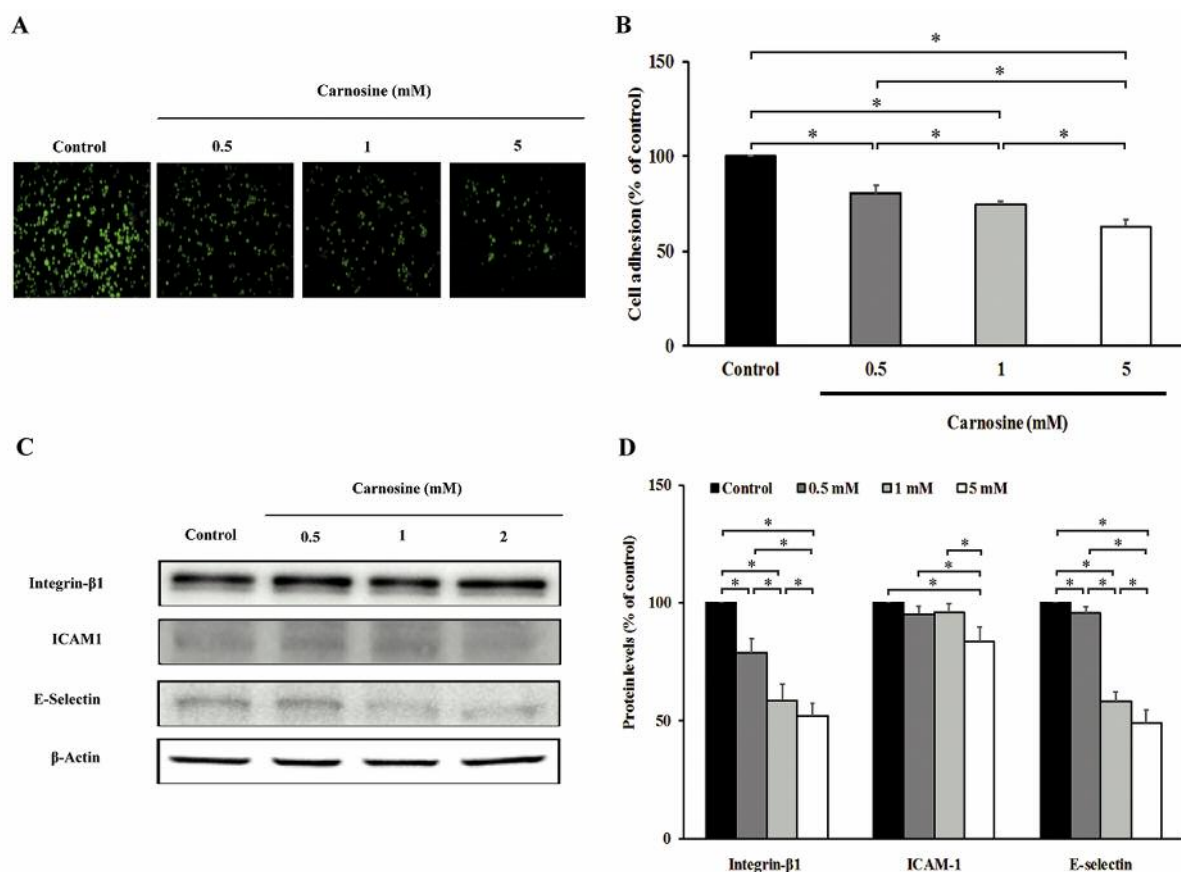 A
Carnosine (mM)
Control 0.5 1 5
B
150
100
50
0
Cell adhesion (% of control)
* * * * * *
Control 0.5 1 5
Carnosine (mM)
C
Carnosine (mM)
Control 0.5 1 2
Integrin-β1
ICAM1
E-Selectin
β-Actin
D
150
100
50
0
Protein levels (% of control)
Control 0.5 mM 1 mM 5 mM
* * * * * *
* * *
* * * * * *
Integrin-β1 ICAM-1 E-selectin